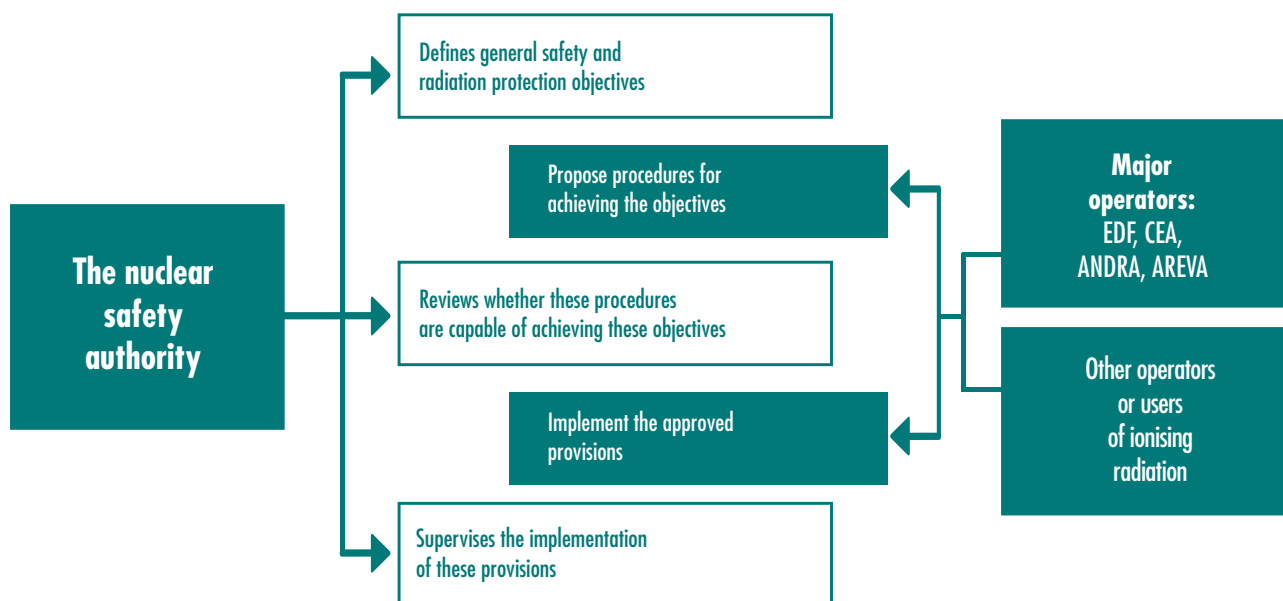 The nuclear
safety
authority
Defines general safety and
radiation protection objectives
Propose procedures for
achieving the objectives
Reviews whether these procedures
are capable of achieving these objectives
Implement the approved
provisions
Supervises the implementation
of these provisions
Major
operators:
EDF, CEA,
ANDRA, AREVA
Other operators
or users
of ionising
radiation